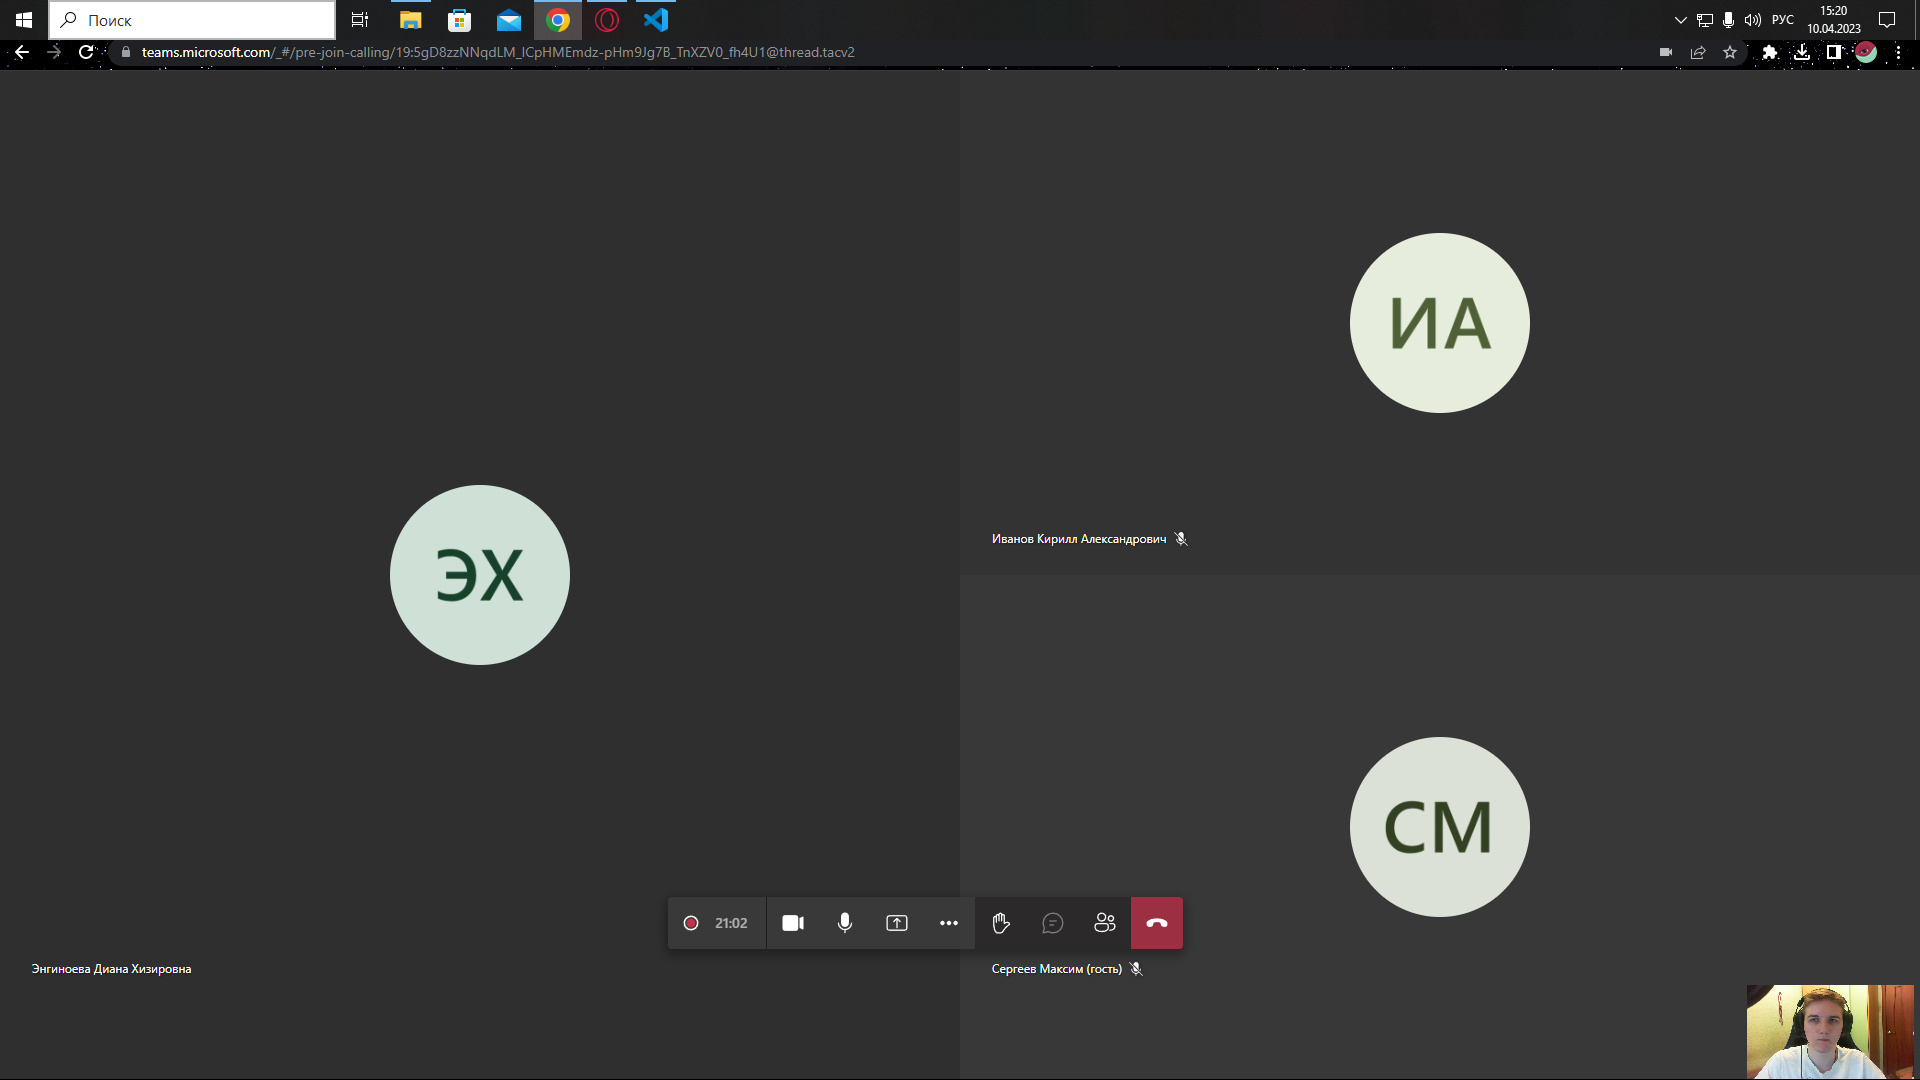 Поиск
РУС
15:20
10.04.2023
teams.microsoft.com/_#/pre-join-calling/19:5gD8zzNNqdLM_ICpHMEmdz-pHm9Jg7B_TnXZV0_fh4U1@thread.tacv2
ИА
Иванов Кирилл Александрович
ЭХ
Энгиноева Диана Хизировна
СМ
Сергеев Максим (гость)
21:02